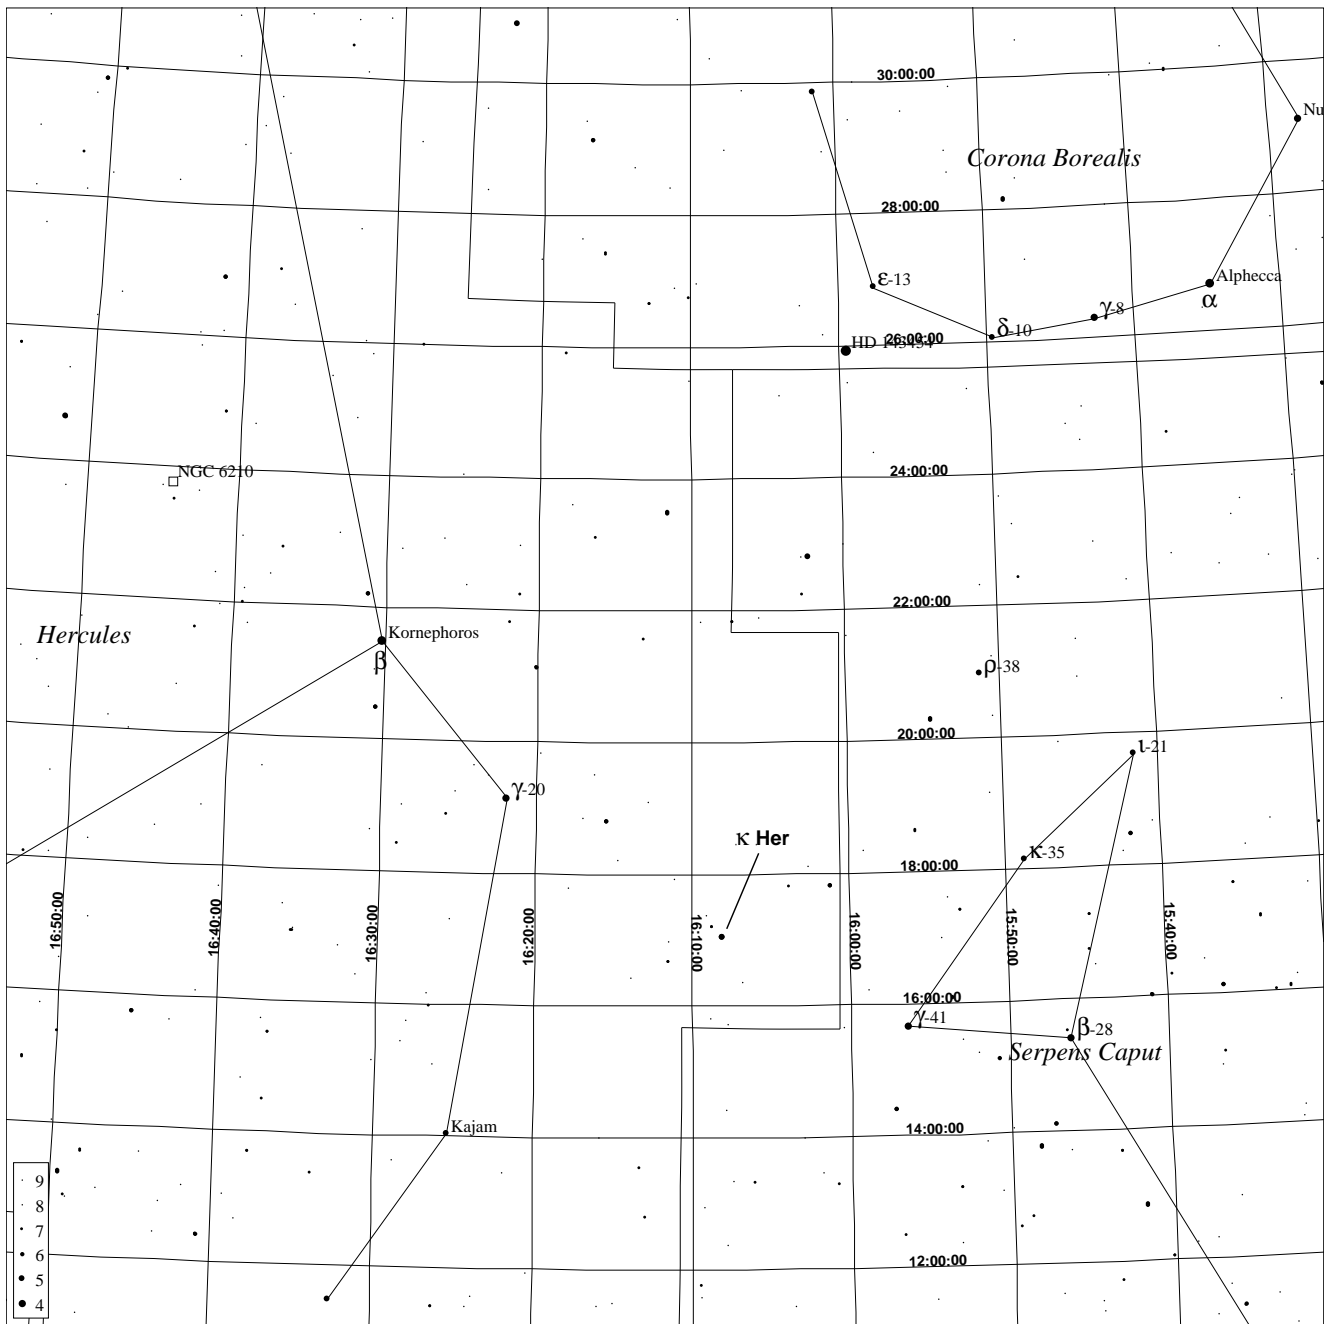 30:00:00
Nu
Corona Borealis
28:00:00
ε-13
Alphecca
α
γ-8
δ-10
HD 143454
26:00:00
NGC 6210
24:00:00
22:00:00
Hercules
Kornephoros
β
ρ-38
20:00:00
ι-21
γ-20
κ Her
κ-35
18:00:00
16:50:00
16:40:00
16:30:00
16:20:00
16:10:00
16:00:00
15:50:00
15:40:00
16:00:00
γ-41
β-28
Serpens Caput
Kajam
14:00:00
12:00:00
9
8
7
6
5
4